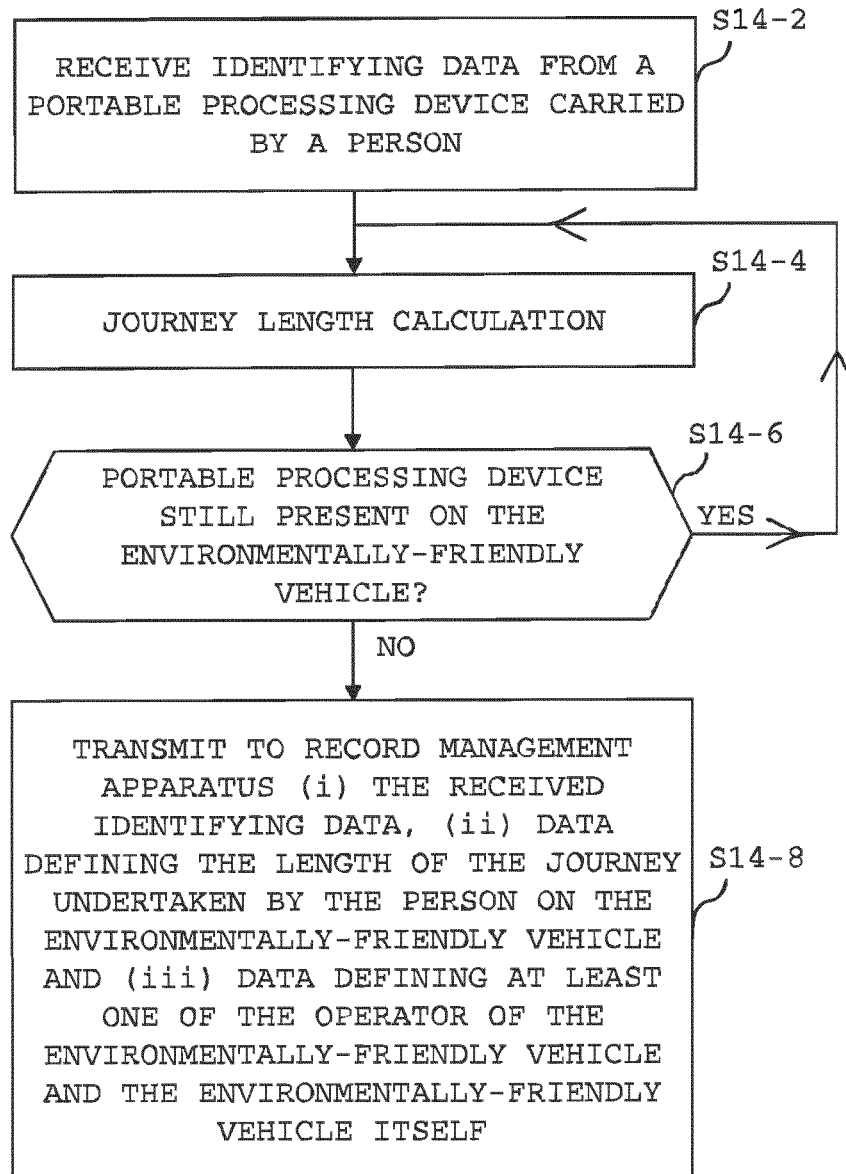 S14-2
RECEIVE IDENTIFYING DATA FROM A
PORTABLE PROCESSING DEVICE CARRIED
BY A PERSON
S14-4
JOURNEY LENGTH CALCULATION
S14-6
PORTABLE PROCESSING DEVICE
STILL PRESENT ON THE
ENVIRONMENTALLY-FRIENDLY
VEHICLE?
YES
NO
TRANSMIT TO RECORD MANAGEMENT
APPARATUS (i) THE RECEIVED
IDENTIFYING DATA, (ii) DATA
DEFINING THE LENGTH OF THE JOURNEY
UNDERTAKEN BY THE PERSON ON THE
ENVIRONMENTALLY-FRIENDLY VEHICLE
AND (iii) DATA DEFINING AT LEAST
ONE OF THE OPERATOR OF THE
ENVIRONMENTALLY-FRIENDLY VEHICLE
AND THE ENVIRONMENTALLY-FRIENDLY
VEHICLE ITSELF
S14-8